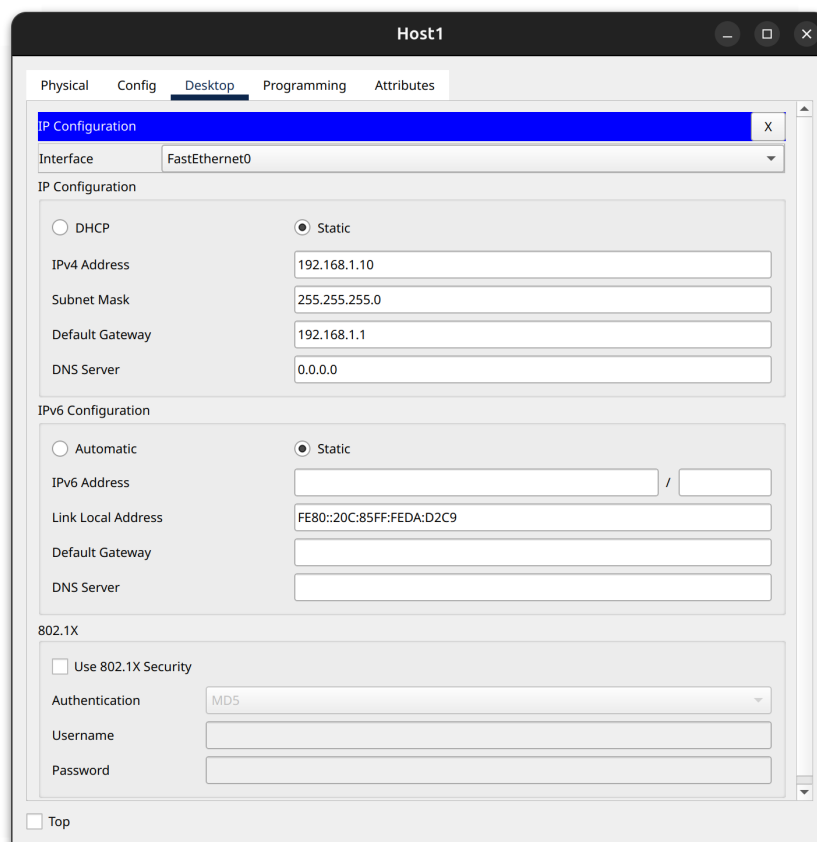 Host1
Physical Config Desktop Programming Attributes
IP Configuration X
Interface FastEthernet0
IP Configuration
DHCP Static
IPv4 Address 192.168.1.10
Subnet Mask 255.255.255.0
Default Gateway 192.168.1.1
DNS Server 0.0.0.0
IPv6 Configuration
Automatic Static
IPv6 Address /
Link Local Address FE80::20C:85FF:FEDA:D2C9
Default Gateway
DNS Server
802.1X
Use 802.1X Security
Authentication MD5
Username
Password
Top